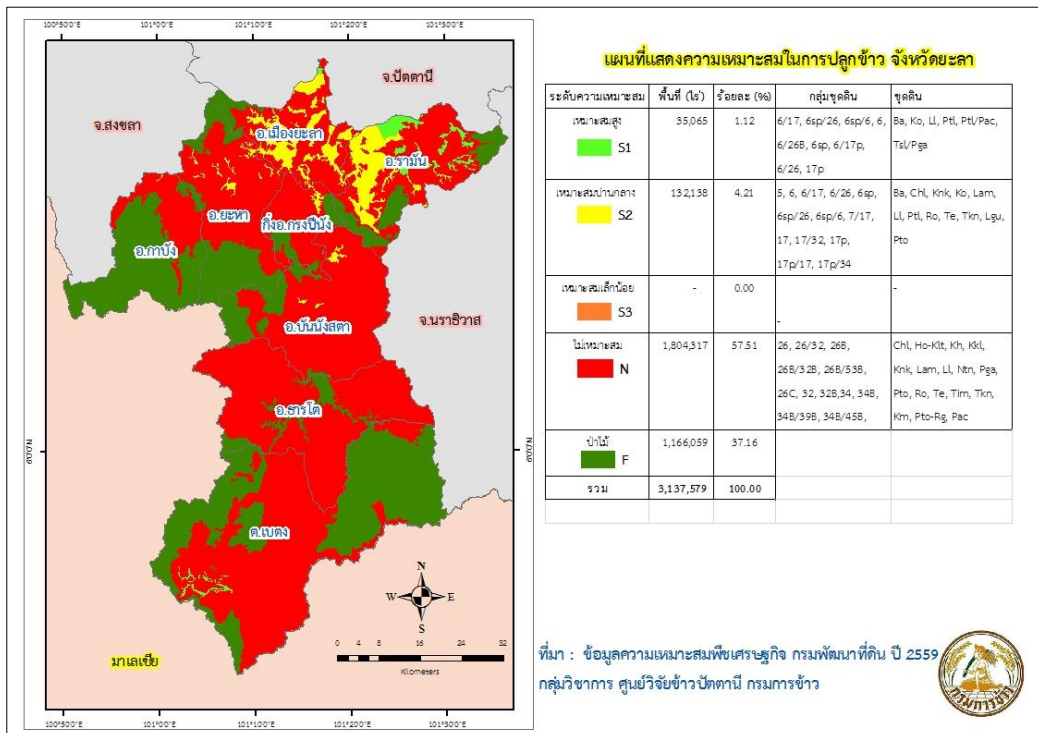 100°50'0"E 101°0'0"E 101°10'0"E 101°20'0"E 101°30'0"E
จ.ปัตตานี
จ.สงขลา
อ.เมืองยะลา
อ.รามัน
อ.ยะหา
กิ่งอ.กรงปินัง
อ.กาบัง
จ.นราธิวาส
อ.บันนังสตา
อ.ธารโต
ต.เบตง
มาเลเซีย
N
W E
S
0 4 8 16 24 32
Kilometers
100°50'0"E 101°0'0"E 101°10'0"E 101°20'0"E 101°30'0"E
แผนที่แสดงความเหมาะสมในการปลูกข้าว จังหวัดยะลา
ระดับความเหมาะสม พื้นที่ (ไร่) ร้อยละ (%) กลุ่มชุดดิน ชุดดิน
เหมาะสมสูง 35,065 1.12 6/17, 6sp/26, 6sp/6, 6, Ba, Ko, Ll, Ptl, Ptl/Pac,
S1 6/26B, 6sp, 6/17p, Tsl/Pga
6/26, 17p
เหมาะสมปานกลาง 132,138 4.21 5, 6, 6/17, 6/26, 6sp, Ba, Chl, Knk, Ko, Lam,
S2 6sp/26, 6sp/6, 7/17, Ll, Ptl, Ro, Te, Tkn, Lgu,
17, 17/32, 17p, Pto
17p/17, 17p/34
เหมาะสมเล็กน้อย - 0.00 -
S3 -
ไม่เหมาะสม 1,804,317 57.51 26, 26/32, 26B, Chl, Ho-Klt, Kh, Kkl,
N 26B/32B, 26B/53B, Knk, Lam, Ll, Ntn, Pga,
26C, 32, 32B,34, 34B, Pto, Ro, Te, Tim, Tkn,
34B/39B, 34B/45B, Km, Pto-Rg, Pac
ป่าไม้ 1,166,059 37.16
F
รวม 3,137,579 100.00
ที่มา : ข้อมูลความเหมาะสมพืชเศรษฐกิจ กรมพัฒนาที่ดิน ปี 2559
กลุ่มวิชาการ ศูนย์วิจัยข้าวปัตตานี กรมการข้าว
กรมการข้าว